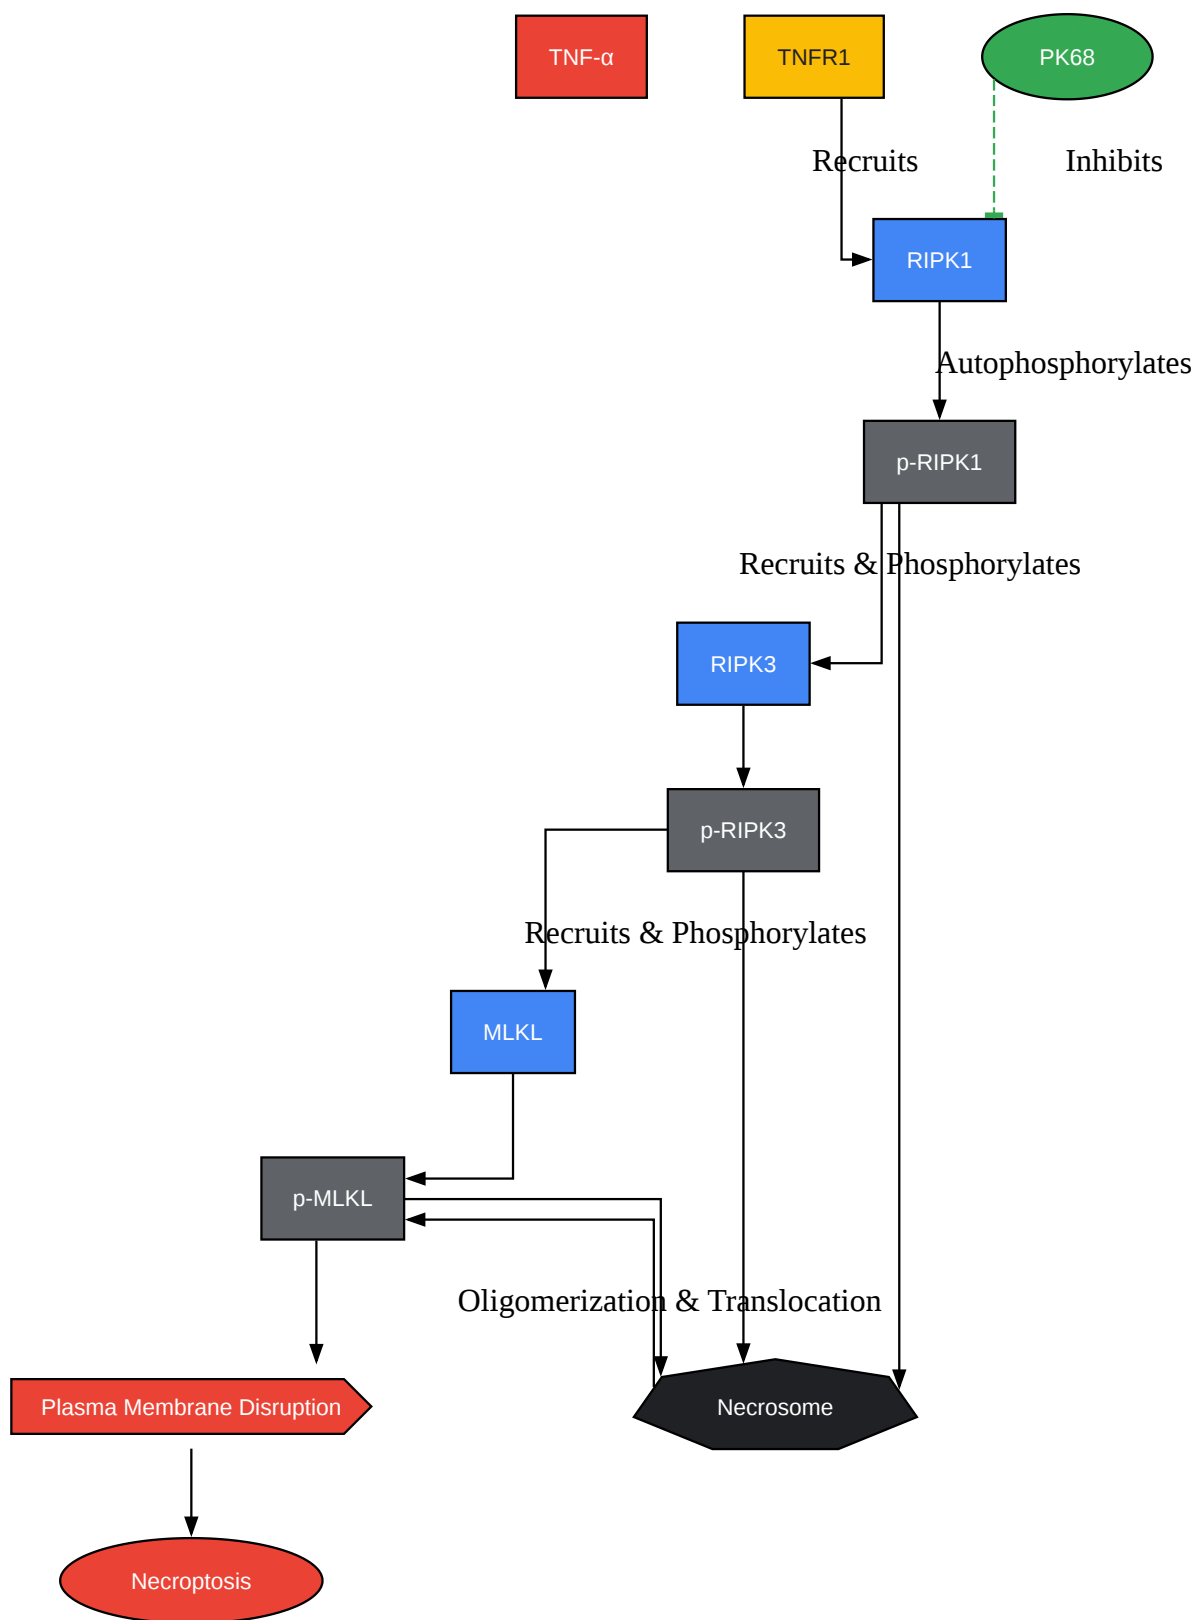 TNF-α
TNFR1
PK68
Recruits
Inhibits
RIPK1
Autophosphorylates
p-RIPK1
Recruits & Phosphorylates
RIPK3
p-RIPK3
Recruits & Phosphorylates
MLKL
p-MLKL
Oligomerization & Translocation
Plasma Membrane Disruption
Necrosome
Necroptosis